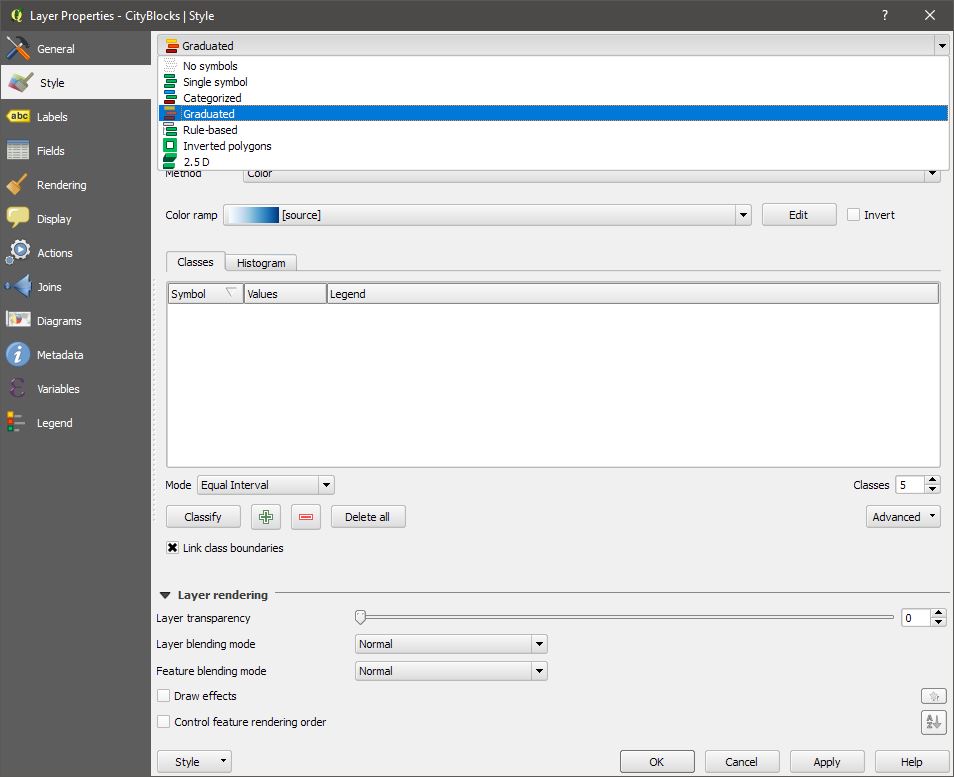 Layer Properties - CityBlocks | Style
?
General
Style
abc Labels
Fields
Rendering
Display
Actions
Joins
Diagrams
Metadata
Variables
Legend
Graduated
No symbols
Single symbol
Categorized
Graduated
Rule-based
Inverted polygons
2.5 D
Method Color
Color ramp [source] Edit Invert
Classes Histogram
Symbol Values Legend
Mode Equal Interval Classes 5
Classify Delete all Advanced
Link class boundaries
Layer rendering
Layer transparency 0
Layer blending mode Normal
Feature blending mode Normal
Draw effects
Control feature rendering order
Style OK Cancel Apply Help